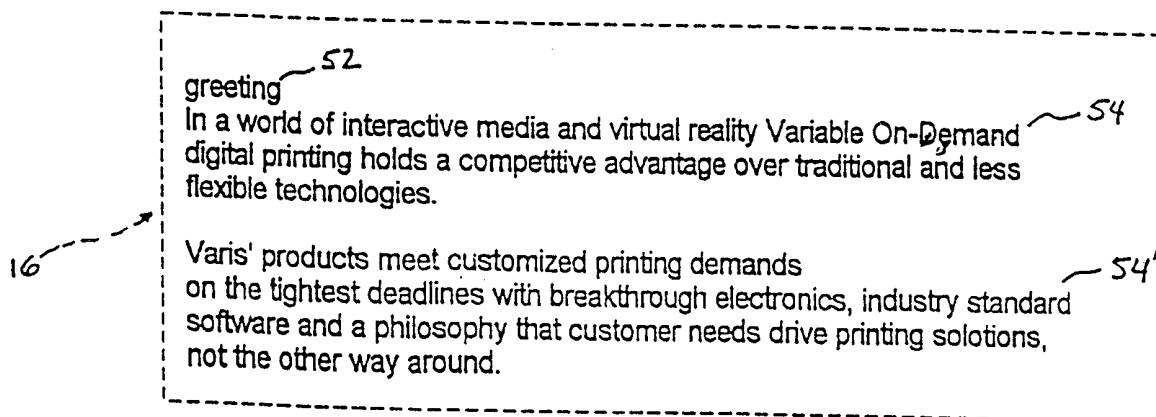 52
greeting
In a world of interactive media and virtual reality Variable On-Demand 54
digital printing holds a competitive advantage over traditional and less
flexible technologies.
16
Varis' products meet customized printing demands 54'
on the tightest deadlines with breakthrough electronics, industry standard
software and a philosophy that customer needs drive printing solotions,
not the other way around.